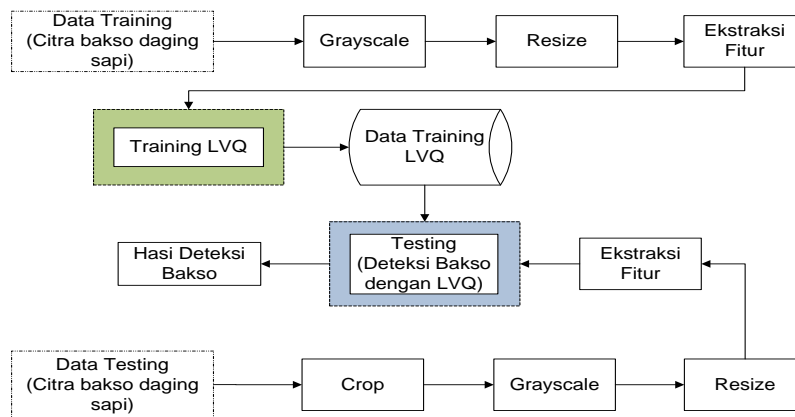 Data Training
(Citra bakso daging
sapi)
Grayscale
Resize
Ekstraksi
Fitur
Training LVQ
Data Training
LVQ
Hasi Deteksi
Bakso
Testing
(Deteksi Bakso
dengan LVQ)
Ekstraksi
Fitur
Data Testing
(Citra bakso daging
sapi)
Crop
Grayscale
Resize